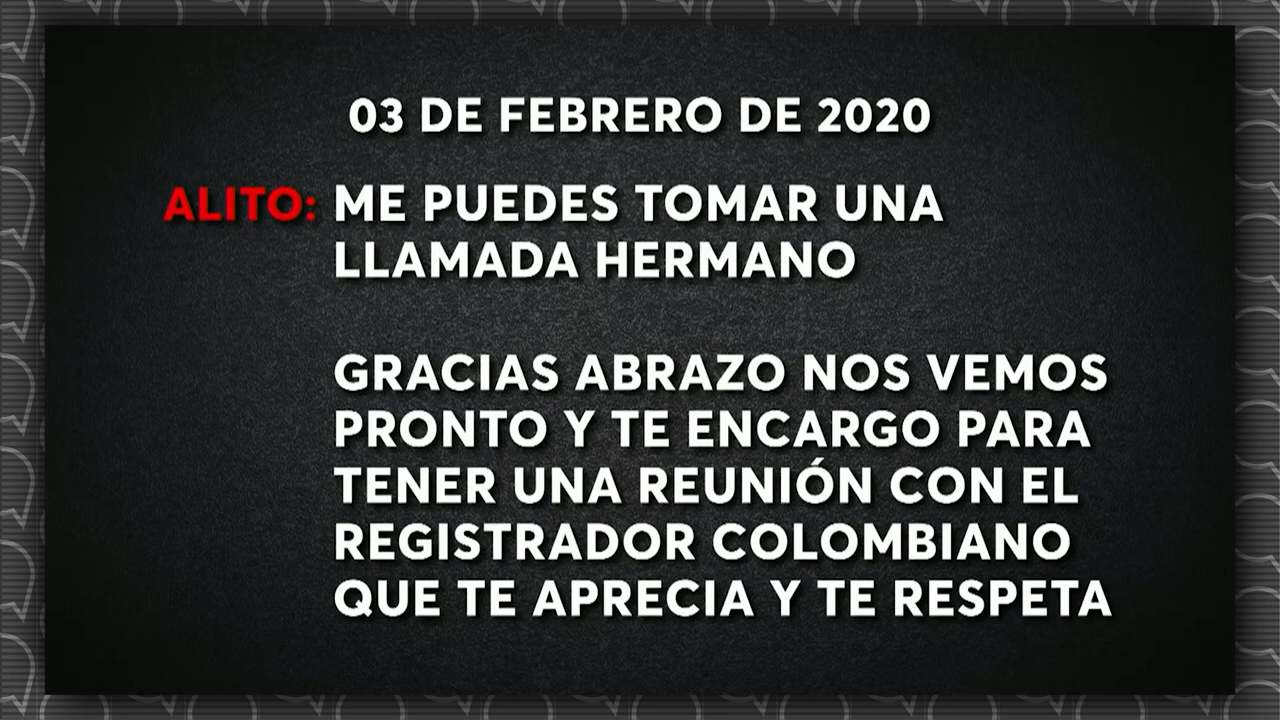 03 DE FEBRERO DE 2020
ALITO: ME PUEDES TOMAR UNA
LLAMADA HERMANO
GRACIAS ABRAZO NOS VEMOS
PRONTO Y TE ENCARGO PARA
TENER UNA REUNIÓN CON EL
REGISTRADOR COLOMBIANO
QUE TE APRECIA Y TE RESPETA